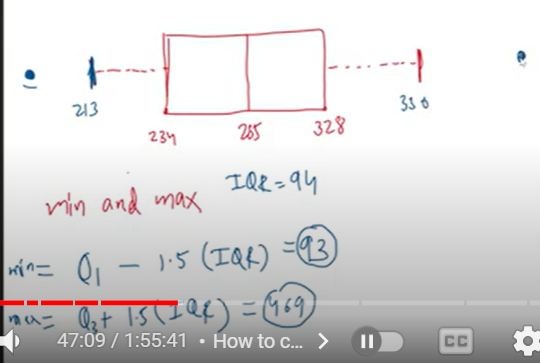 213
234
265
328
330
min and max
IQR = 94
min = Q1 - 1.5 (IQR) = 93
max = Q3 + 1.5 (IQR) = 469
47:09 / 1:55:41 • How to c... >
CC